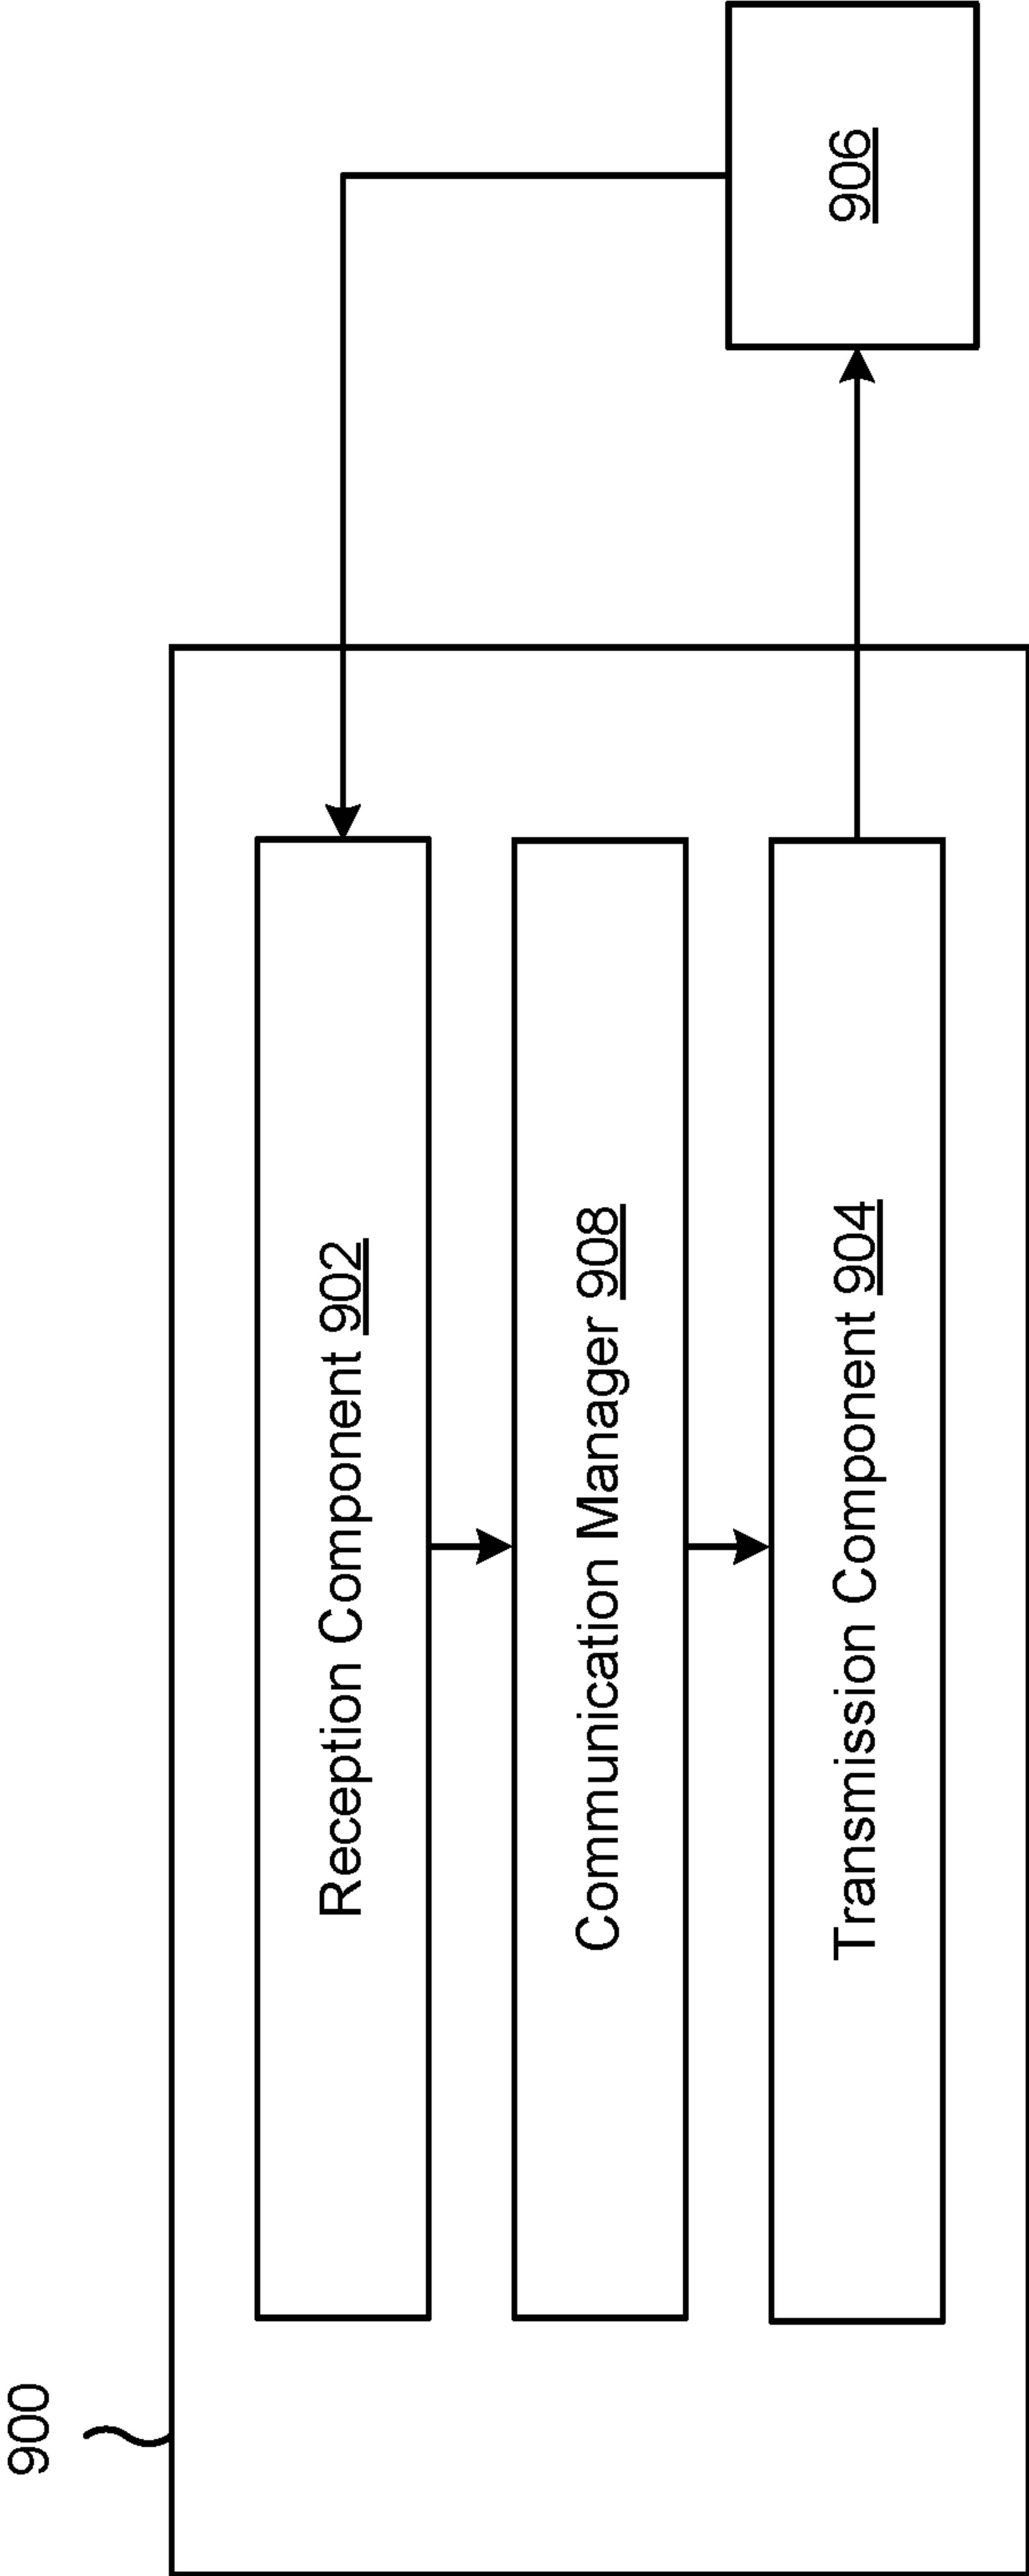 900
Reception Component 902
Communication Manager 908
Transmission Component 904
906